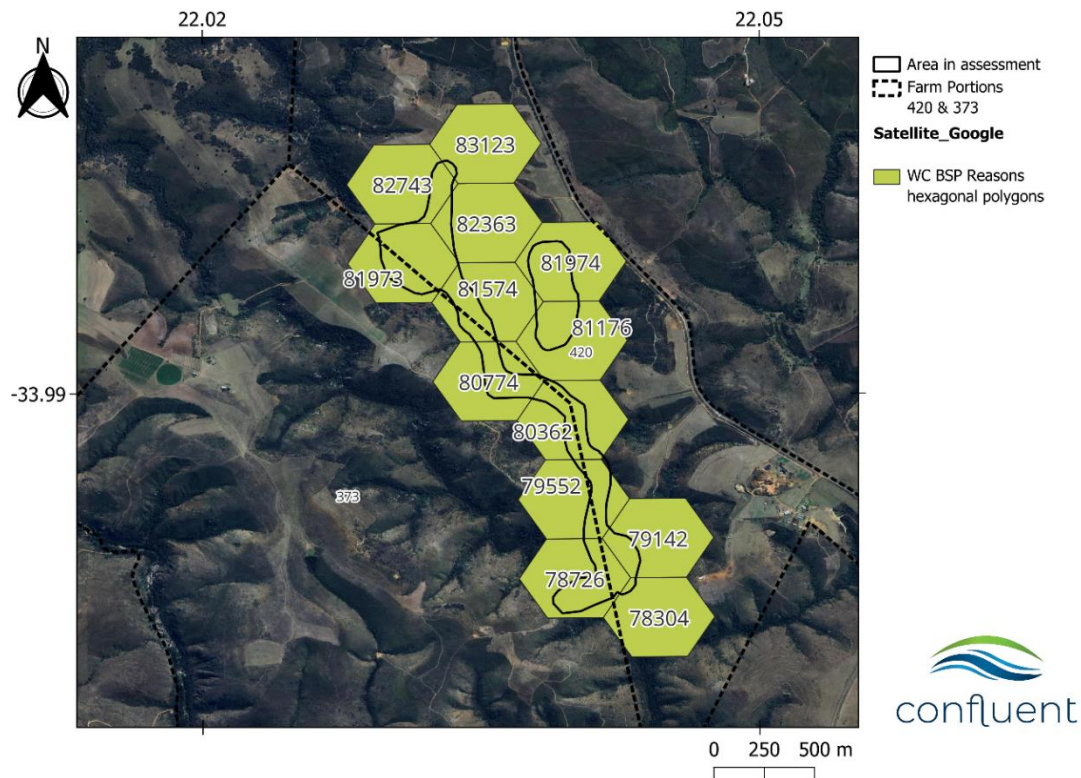 22.02
22.05
N
Area in assessment
Farm Portions
420 & 373
Satellite_Google
WC BSP Reasons
hexagonal polygons
83123
82743
82363
81973
81974
81574
81176
420
80774
-33.99
80362
79552
373
79142
78726
78304
confluent
0 250 500 m